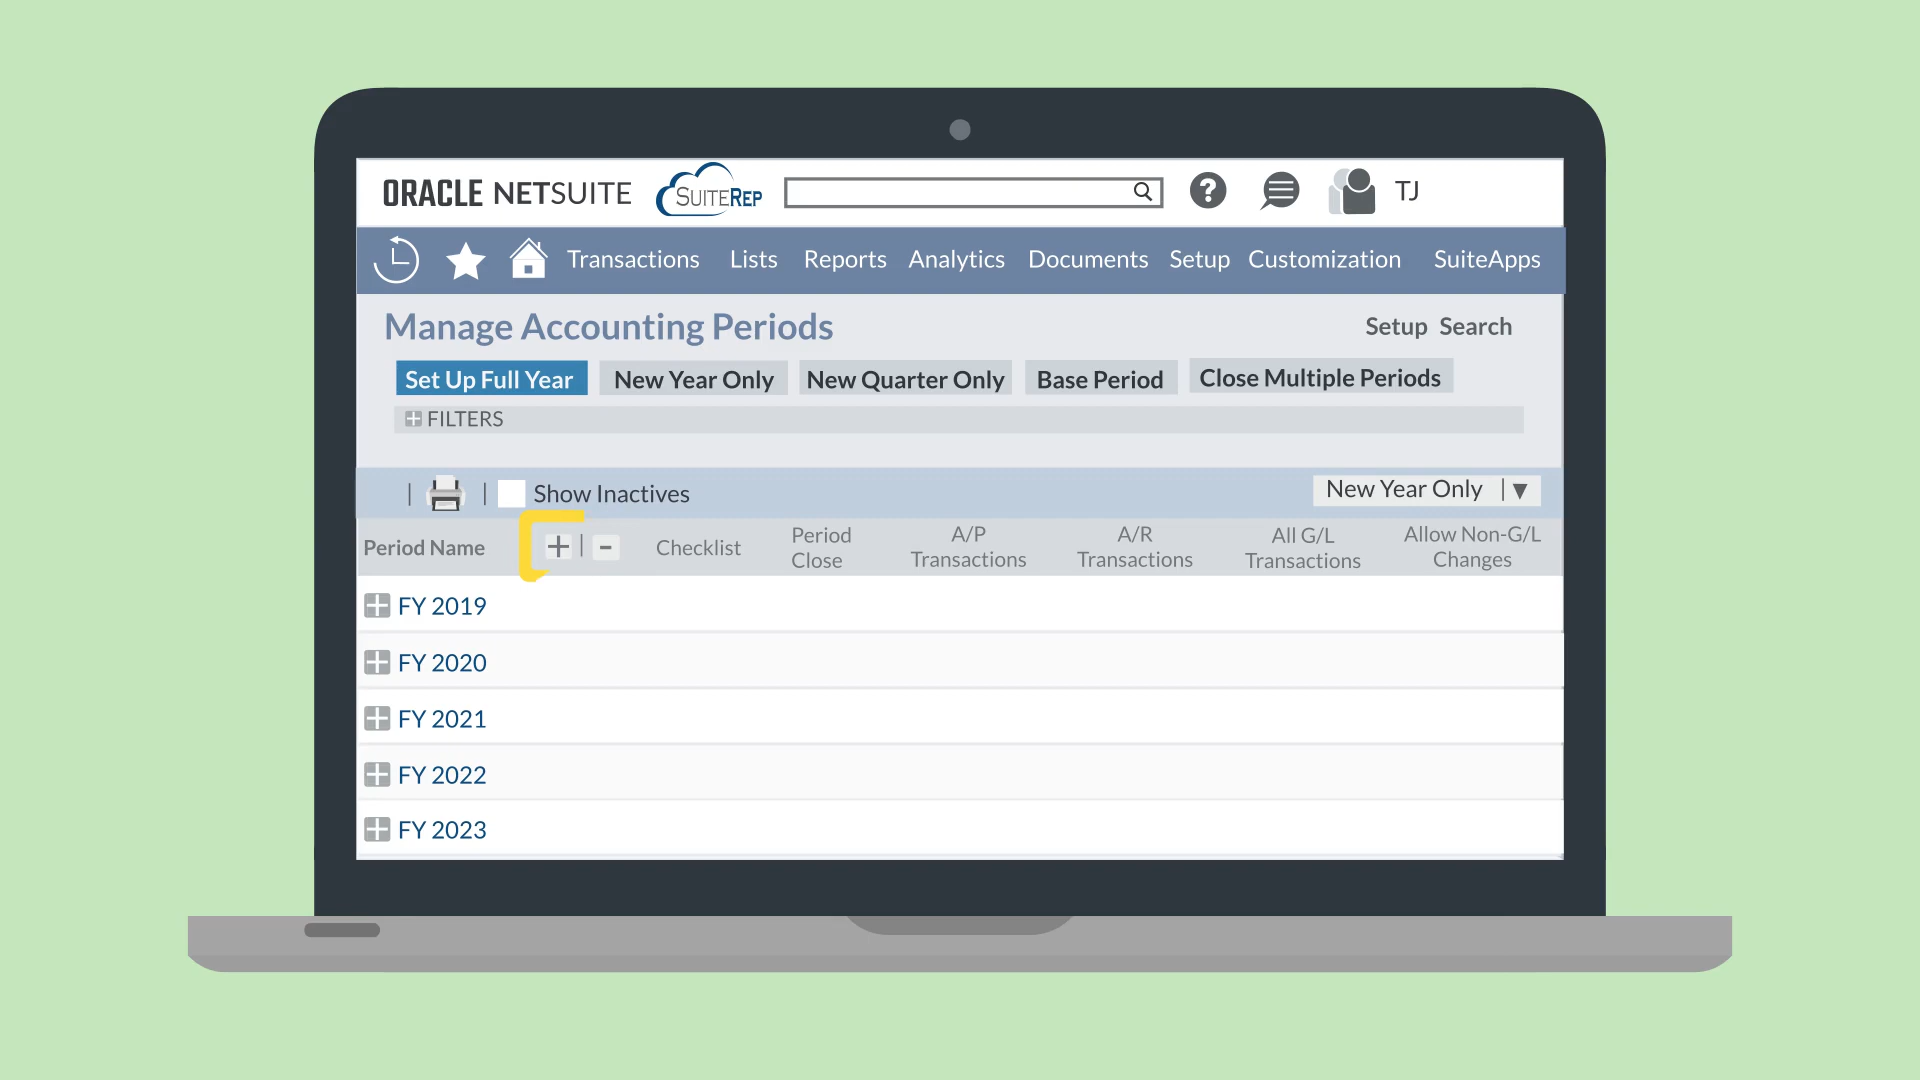 ORACLE NETSUITE SUITEREP ? TJ
Transactions Lists Reports Analytics Documents Setup Customization SuiteApps
Manage Accounting Periods Setup Search
Set Up Full Year New Year Only New Quarter Only Base Period Close Multiple Periods
FILTERS
Show Inactives New Year Only
Period Name + | - Checklist Period Close A/P Transactions A/R Transactions All G/L Transactions Allow Non-G/L Changes
FY 2019
FY 2020
FY 2021
FY 2022
FY 2023